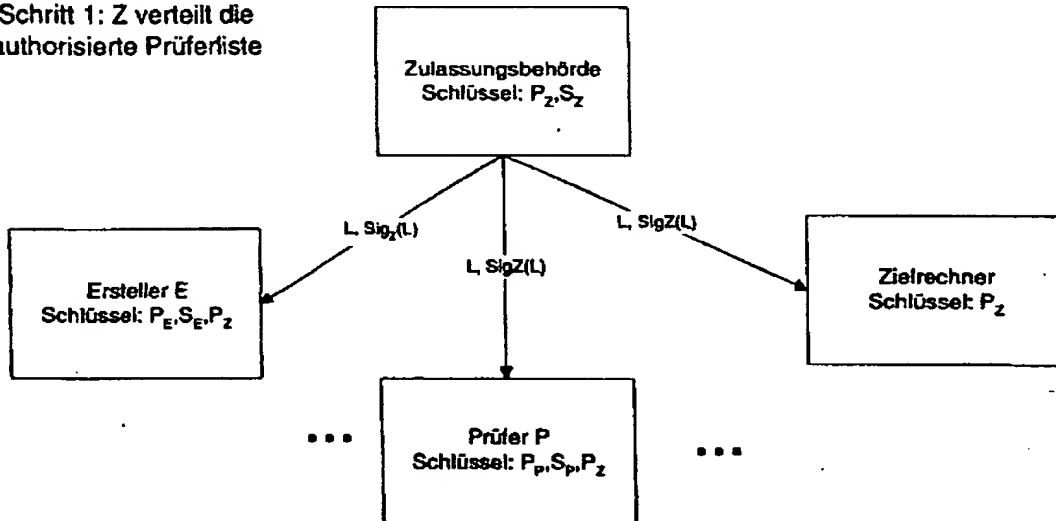 Schritt 1: Z verteilt die
authorisierte Prüferliste
Zulassungsbehörde
Schlüssel: P_Z,S_Z
L, Sig_z(L)
L, SigZ(L)
L, SigZ(L)
Ersteller E
Schlüssel: P_E,S_E,P_Z
Zielrechner
Schlüssel: P_Z
Prüfer P
Schlüssel: P_P,S_P,P_Z